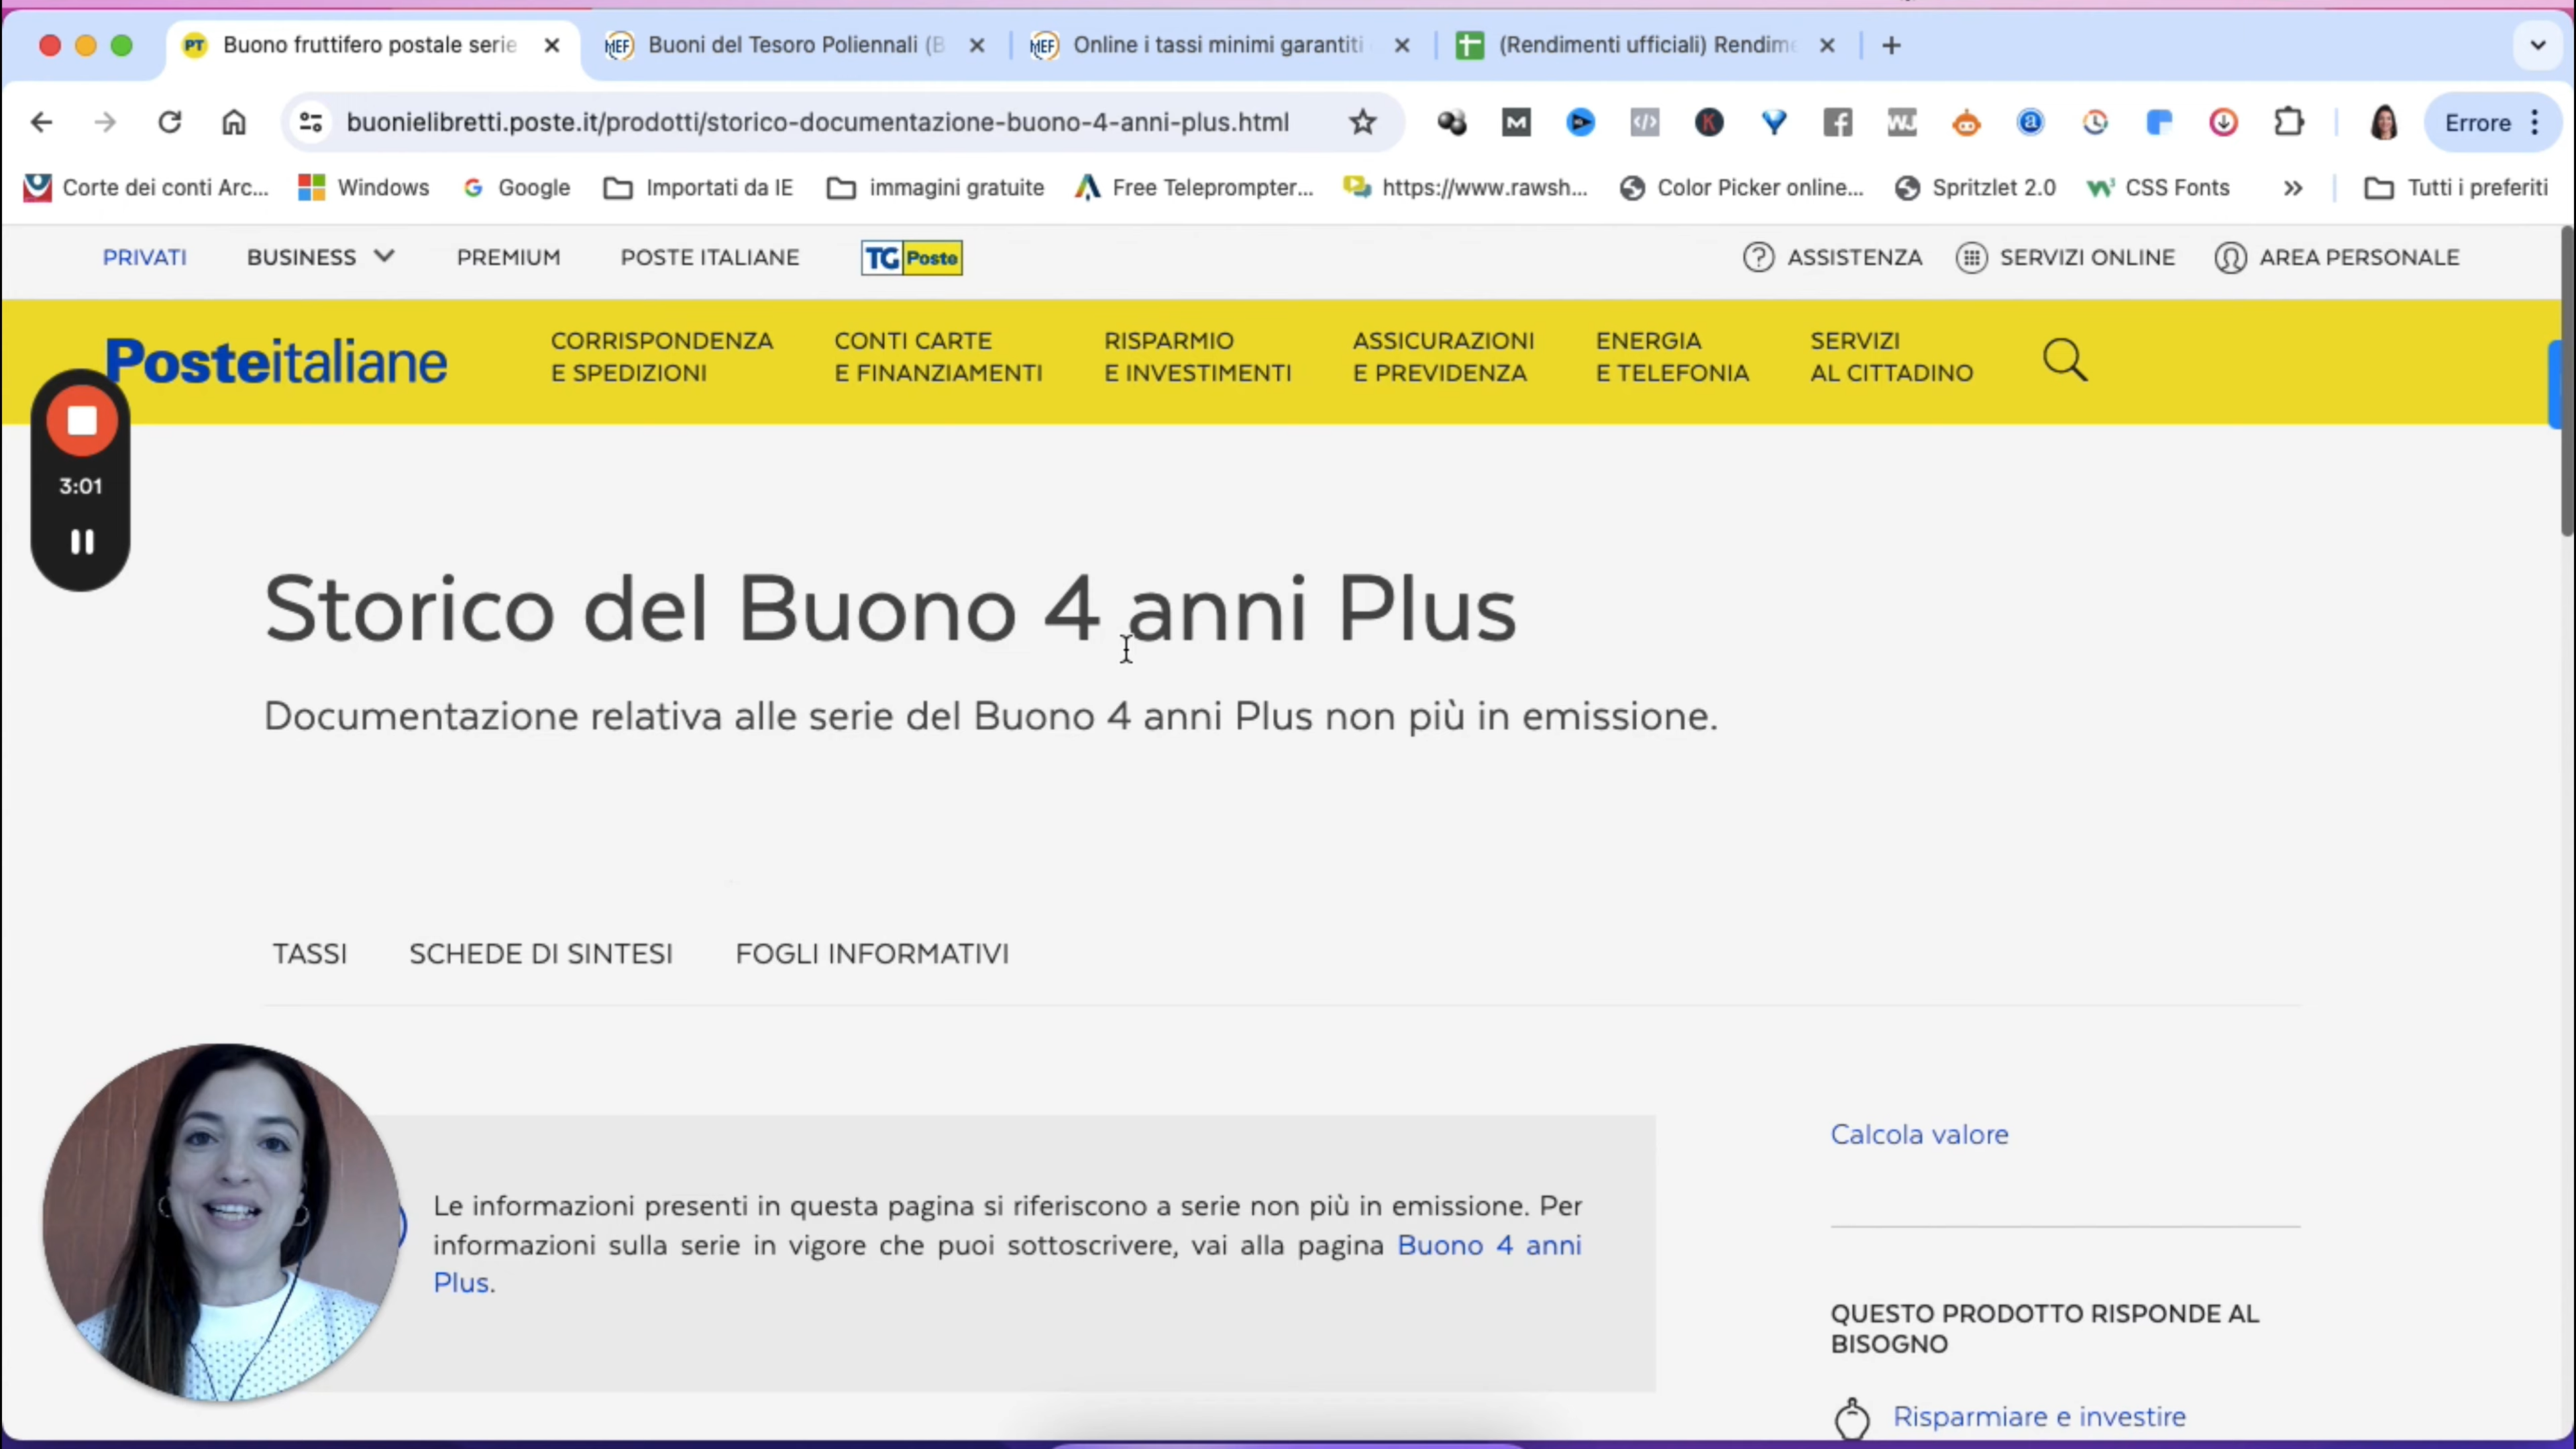 PT Buono fruttifero postale serie
MEF Buoni del Tesoro Poliennali (B
MEF Online i tassi minimi garantiti
(Rendimenti ufficiali) Rendim
buonielibretti.poste.it/prodotti/storico-documentazione-buono-4-anni-plus.html
Errore
Corte dei conti Arc...
Windows
Google
Importati da IE
immagini gratuite
Free Teleprompter...
https://www.rawsh...
Color Picker online...
Spritzlet 2.0
CSS Fonts
Tutti i preferiti
PRIVATI
BUSINESS
PREMIUM
POSTE ITALIANE
TG Poste
ASSISTENZA
SERVIZI ONLINE
AREA PERSONALE
Posteitaliane
CORRISPONDENZA
E SPEDIZIONI
CONTI CARTE
E FINANZIAMENTI
RISPARMIO
E INVESTIMENTI
ASSICURAZIONI
E PREVIDENZA
ENERGIA
E TELEFONIA
SERVIZI
AL CITTADINO
3:01
Storico del Buono 4 anni Plus
Documentazione relativa alle serie del Buono 4 anni Plus non più in emissione.
TASSI
SCHEDE DI SINTESI
FOGLI INFORMATIVI
Le informazioni presenti in questa pagina si riferiscono a serie non più in emissione. Per
informazioni sulla serie in vigore che puoi sottoscrivere, vai alla pagina Buono 4 anni
Plus.
Calcola valore
QUESTO PRODOTTO RISPONDE AL
BISOGNO
Risparmiare e investire